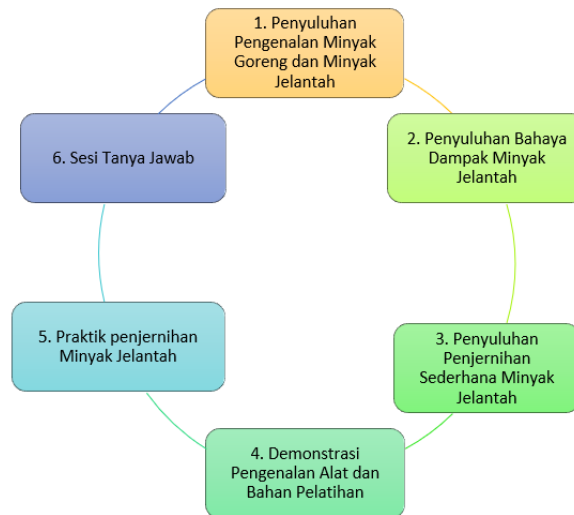 1. Penyuluhan
Pengenalan Minyak
Goreng dan Minyak
Jelantah
2. Penyuluhan Bahaya
Dampak Minyak
Jelantah
3. Penyuluhan
Penjernihan
Sederhana Minyak
Jelantah
4. Demonstrasi
Pengenalan Alat dan
Bahan Pelatihan
5. Praktik penjernihan
Minyak Jelantah
6. Sesi Tanya Jawab